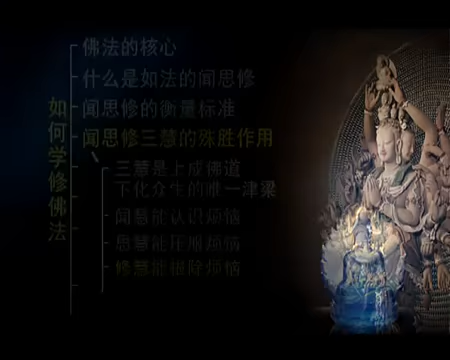 如何学修佛法
佛法的核心
什么是如法的闻思修
闻思修的衡量标准
闻思修三慧的殊胜作用
三慧是上成佛道
下化众生的唯一津梁
闻慧能认识烦恼
思慧能压服烦恼
修慧能根除烦恼